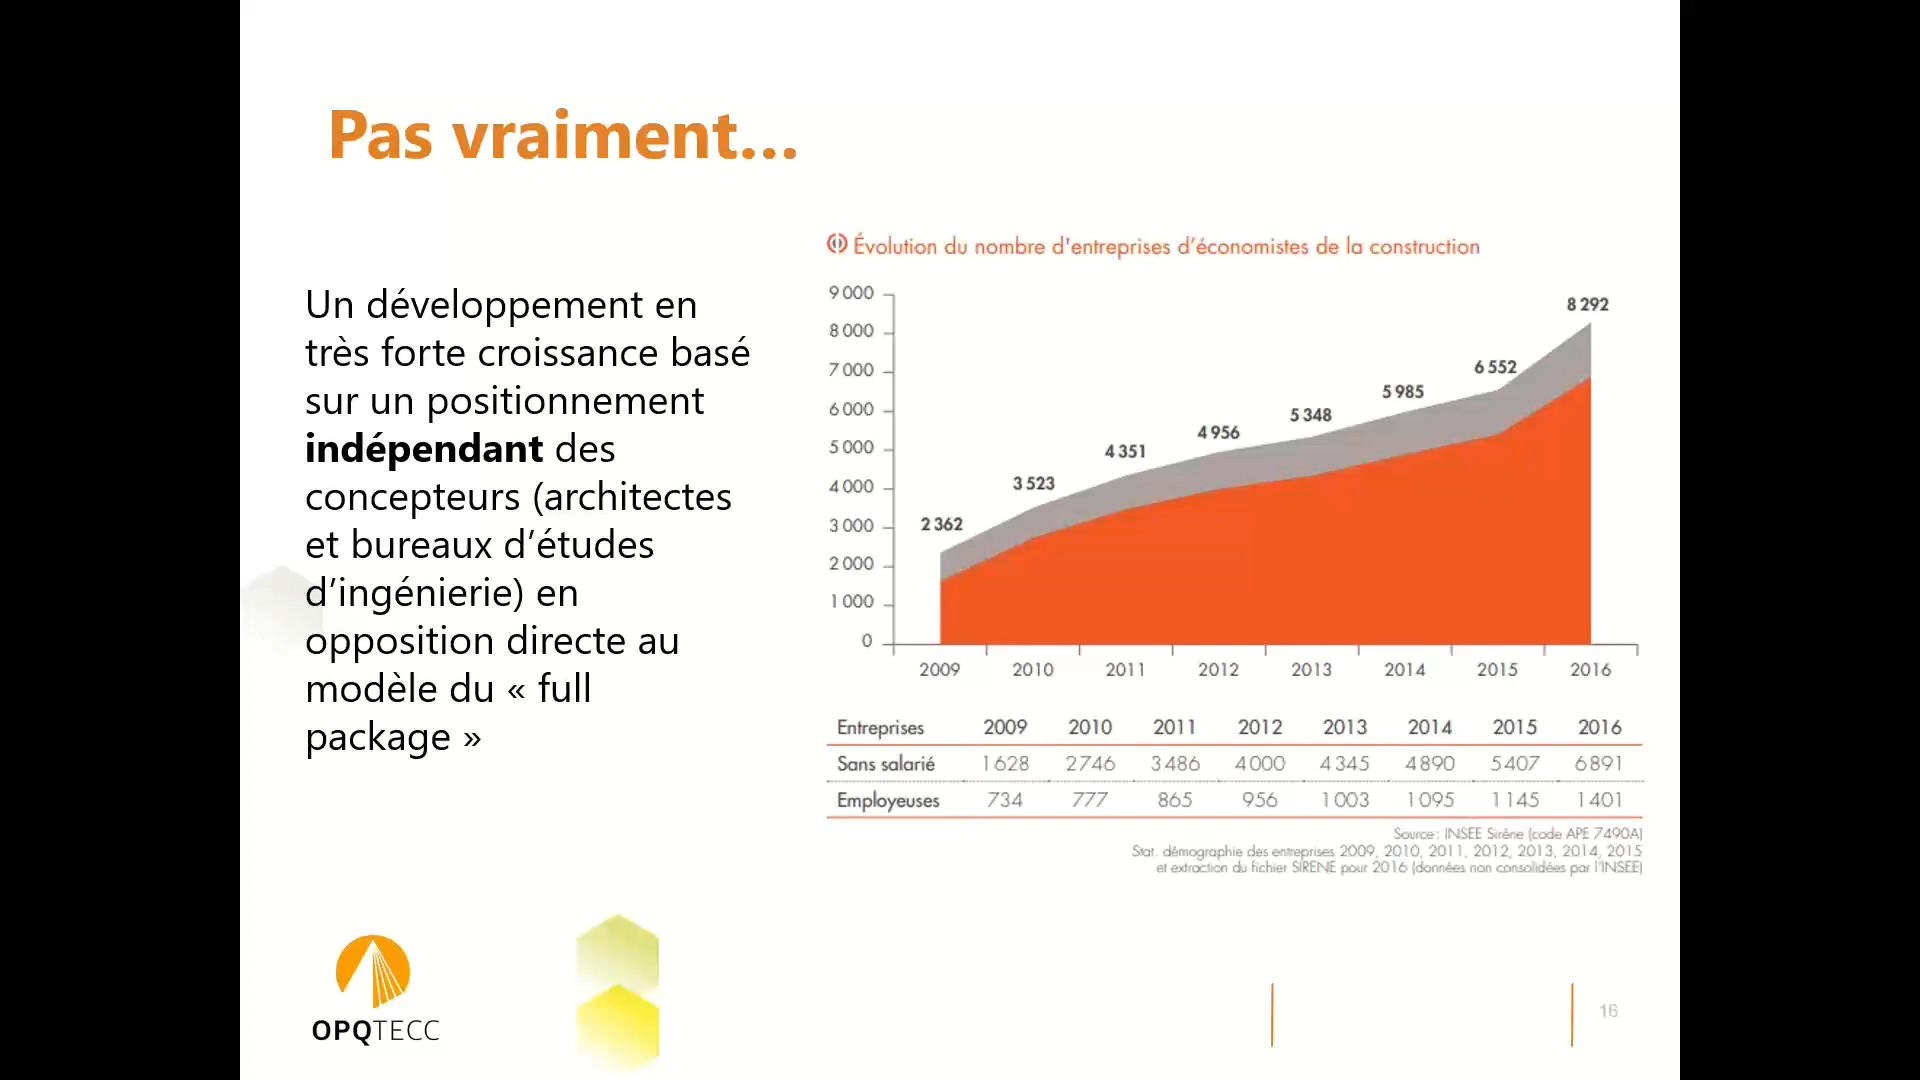 Pas vraiment...
Un développement en
très forte croissance basé
sur un positionnement
indépendant des
concepteurs (architectes
et bureaux d’études
d’ingénierie) en
opposition directe au
modèle du « full
package »
Évolution du nombre d'entreprises d’économistes de la construction
9 000
8 000
7 000
6 000
5 000
4 000
3 000
2 000
1 000
0
2 362
3 523
4 351
4 956
5 348
5 985
6 552
8 292
2009 2010 2011 2012 2013 2014 2015 2016
Entreprises 2009 2010 2011 2012 2013 2014 2015 2016
Sans salarié 1 628 2 746 3 486 4 000 4 345 4 890 5 407 6 891
Employeuses 734 777 865 956 1 003 1 095 1 145 1 401
Source : INSEE Sirène (code APE 7490A)
Stat. démographie des entreprises 2009, 2010, 2011, 2012, 2013, 2014, 2015
et extraction du fichier SIRENE pour 2016 (données non consolidées par l’INSEE)
OPQTECC
16